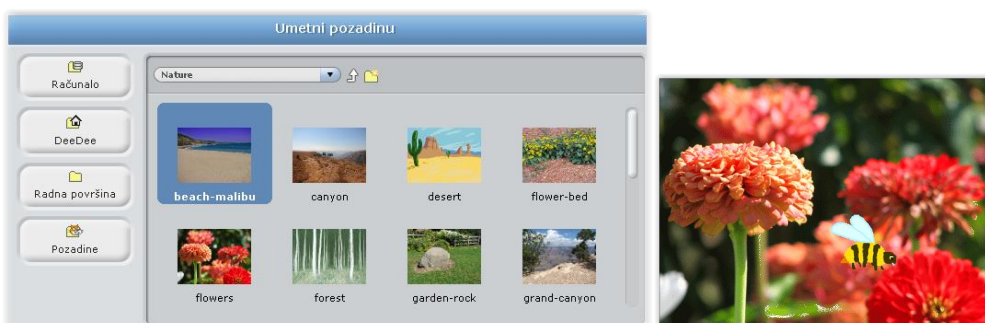 Umetni pozadinu
Računalo
DeeDee
Radna površina
Pozadine
Nature
beach-malibu
canyon
desert
flower-bed
flowers
forest
garden-rock
grand-canyon